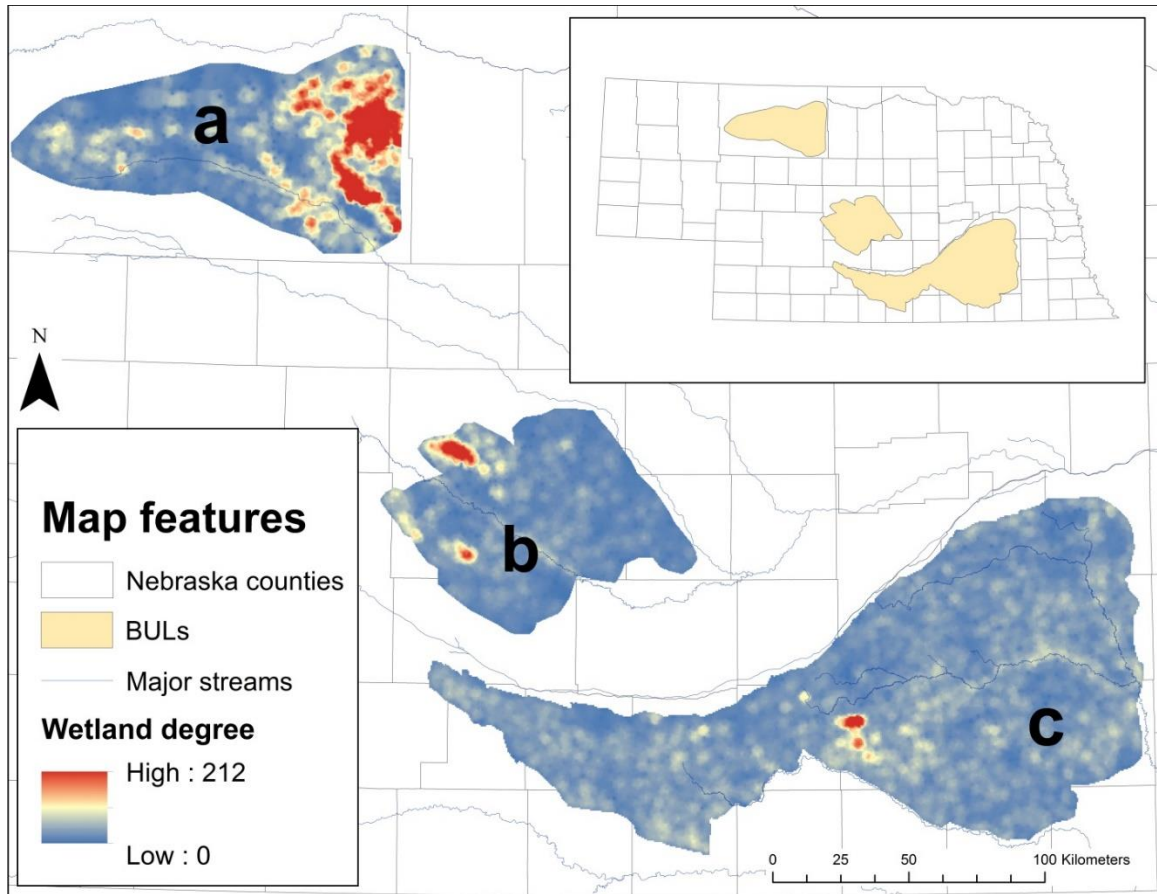 a
N
b
c
Map features
Nebraska counties
BULs
Major streams
Wetland degree
High : 212
Low : 0
0 25 50 100 Kilometers